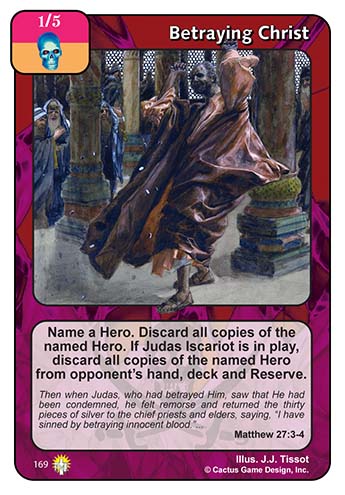 1/5
Betraying Christ
Name a Hero. Discard all copies of the
named Hero. If Judas Iscariot is in play,
discard all copies of the named Hero
from opponent's hand, deck and Reserve.
Then when Judas, who had betrayed Him, saw that He had
been condemned, he felt remorse and returned the thirty
pieces of silver to the chief priests and elders, saying, "I have
sinned by betraying innocent blood."...
Matthew 27:3-4
Illus. J.J. Tissot
169
© Cactus Game Design, Inc.